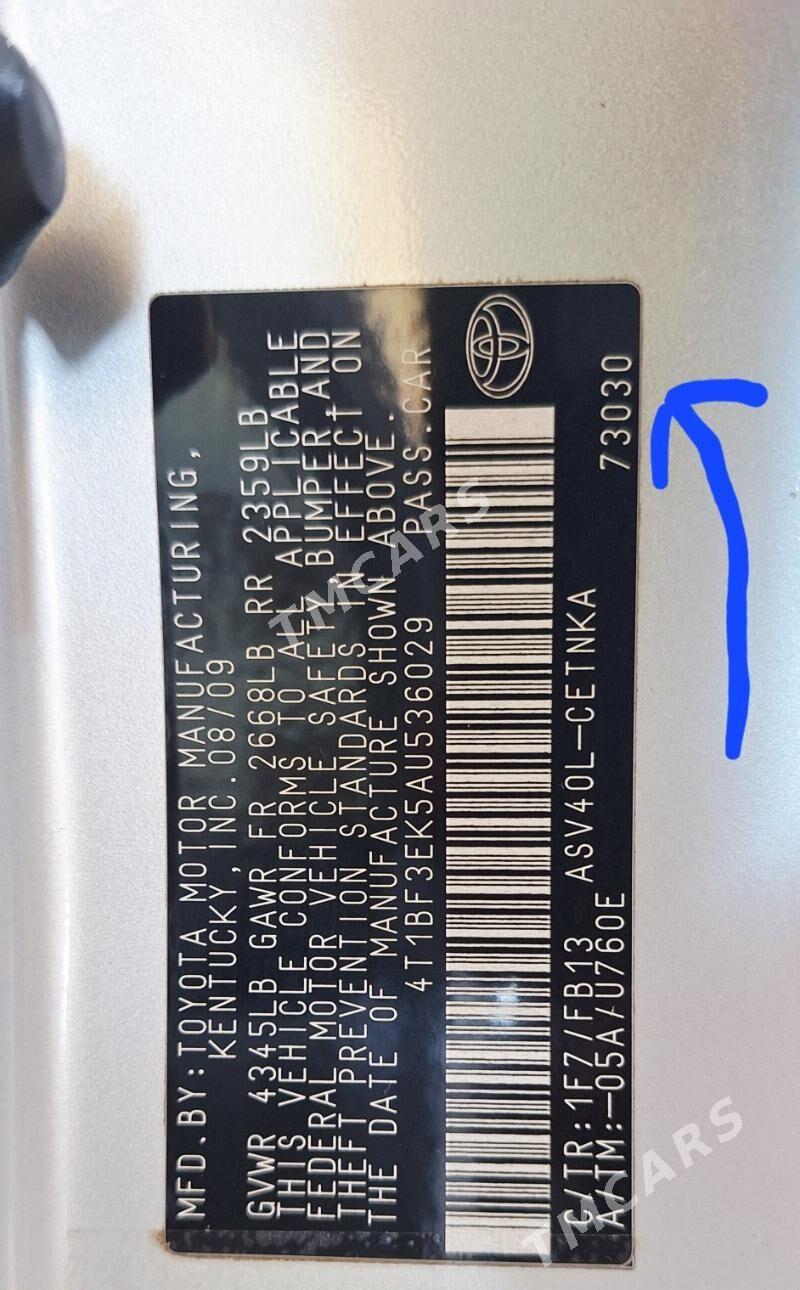 MFD.BY:TOYOTA MOTOR MANUFACTURING,
KENTUCKY, INC.08/09
GVWR 4345LB GAWR FR 2668LB RR 2359LB
THIS VEHICLE CONFORMS TO ALL APPLICABLE
FEDERAL MOTOR VEHICLE SAFETY, BUMPER, AND
THEFT PREVENTION STANDARDS IN EFFECT ON
THE DATE OF MANUFACTURE SHOWN ABOVE.
4T1BF3EK5AU536029 PASS.CAR
C/TR:1F7/FB13 ASV40L-CETNKA
A/TM:-05A/U760E 73030
TMCARS
TMCARS
TMCARS